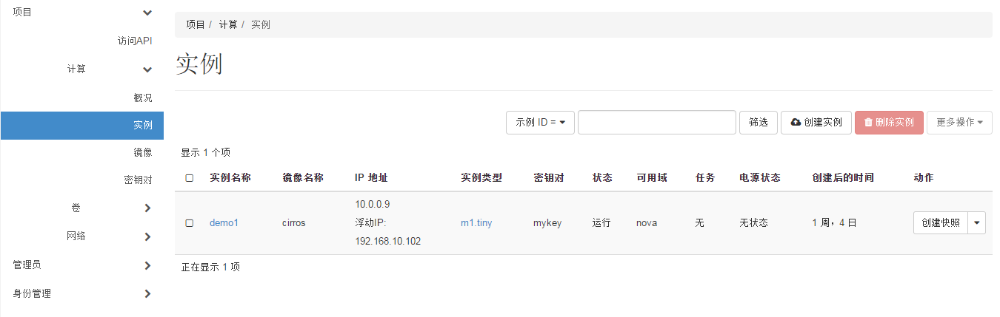 项目
访问API
计算
概况
实例
镜像
密钥对
卷
网络
管理员
身份管理
项目 / 计算 / 实例
实例
示例 ID = 筛选 创建实例 删除实例 更多操作
显示 1 个项
实例名称 镜像名称 IP 地址 实例类型 密钥对 状态 可用域 任务 电源状态 创建后的时间 动作
10.0.0.9
demo1 cirros 浮动IP: m1.tiny mykey 运行 nova 无 无状态 1 周，4 日 创建快照
192.168.10.102
正在显示 1 项